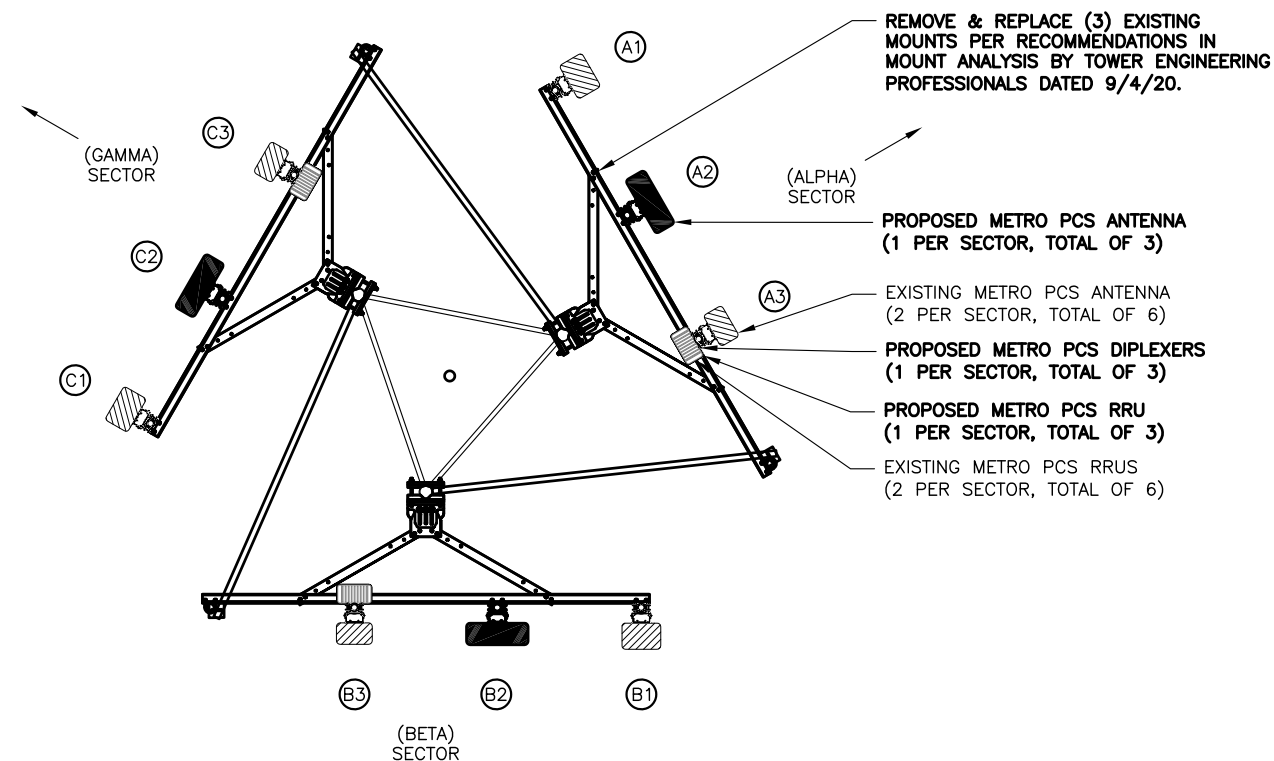 REMOVE & REPLACE (3) EXISTING
MOUNTS PER RECOMMENDATIONS IN
MOUNT ANALYSIS BY TOWER ENGINEERING
PROFESSIONALS DATED 9/4/20.
A1
C3
(GAMMA)
SECTOR
A2
(ALPHA)
SECTOR
PROPOSED METRO PCS ANTENNA
(1 PER SECTOR, TOTAL OF 3)
C2
A3
EXISTING METRO PCS ANTENNA
(2 PER SECTOR, TOTAL OF 6)
PROPOSED METRO PCS DIPLEXERS
(1 PER SECTOR, TOTAL OF 3)
C1
PROPOSED METRO PCS RRU
(1 PER SECTOR, TOTAL OF 3)
EXISTING METRO PCS RRUS
(2 PER SECTOR, TOTAL OF 6)
B3
B2
B1
(BETA)
SECTOR